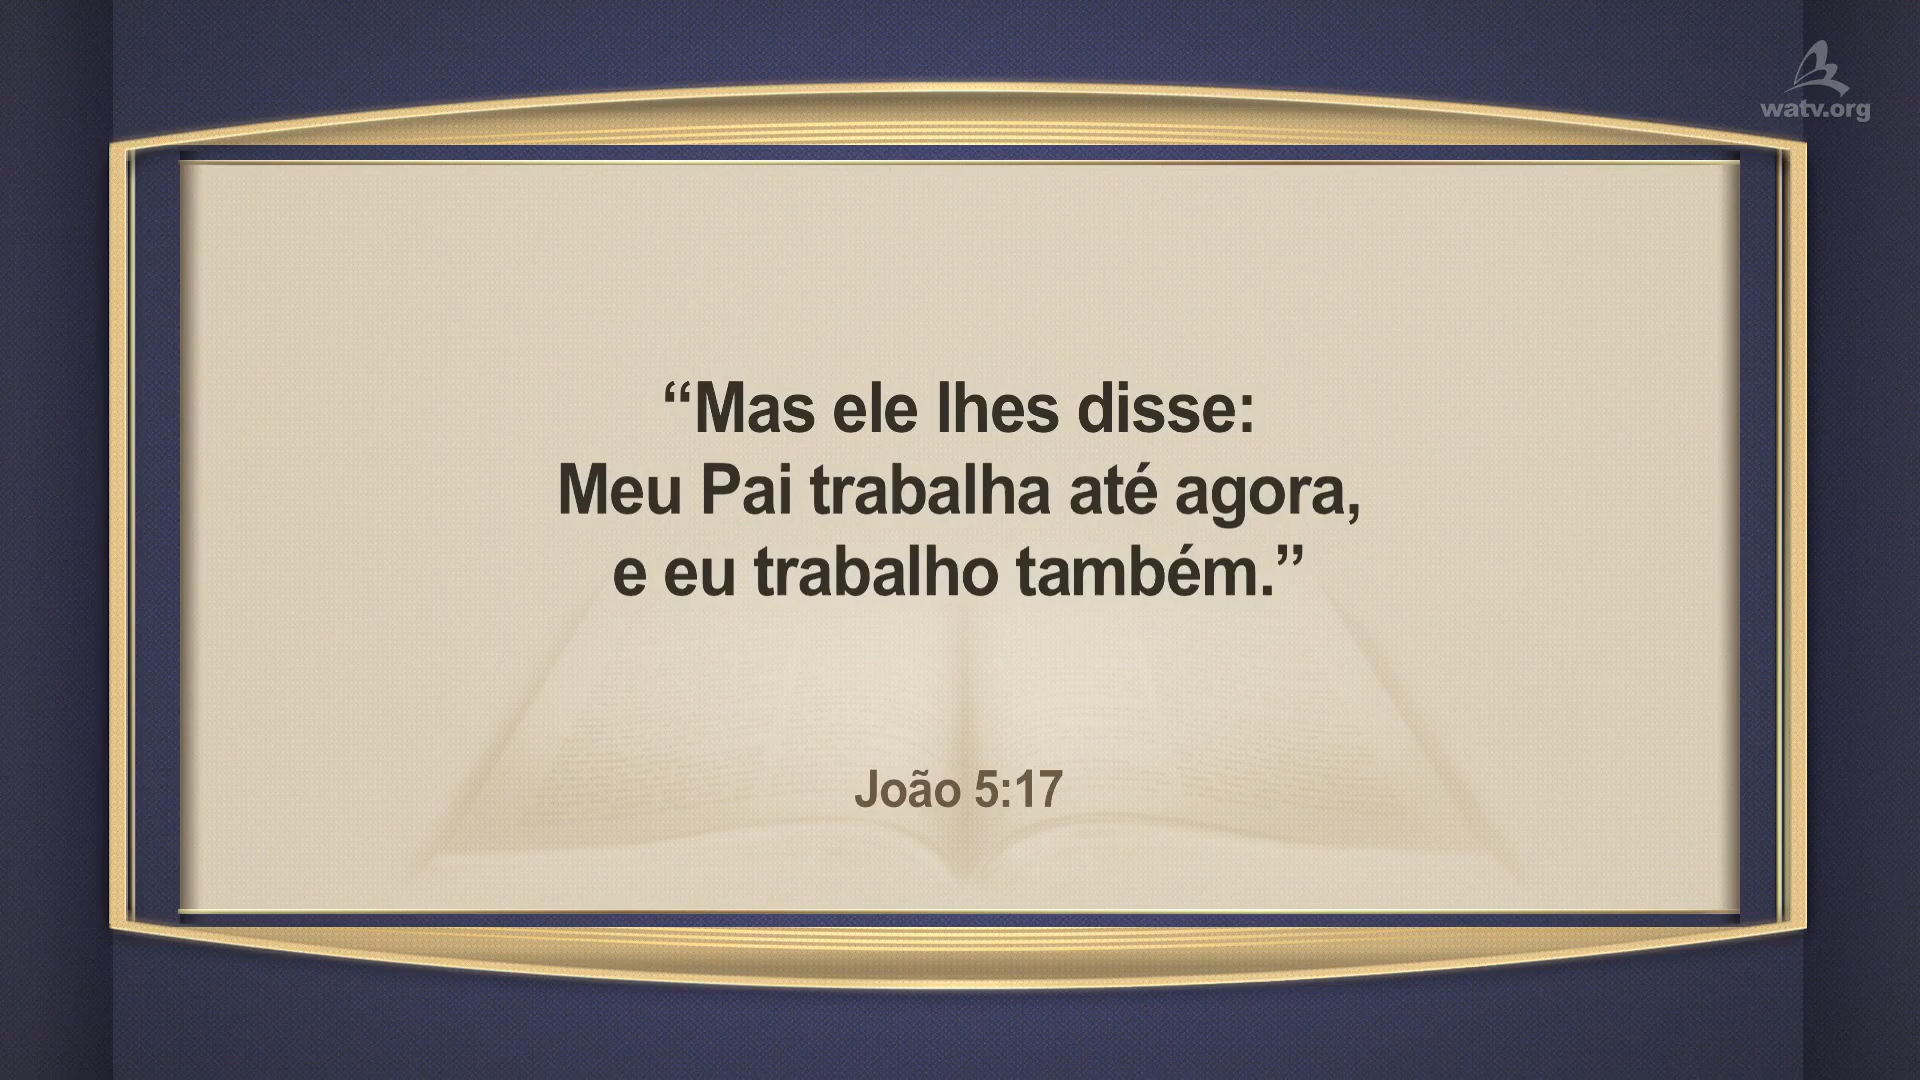 watv.org
“Mas ele lhes disse:
Meu Pai trabalha até agora,
e eu trabalho também.”
João 5:17